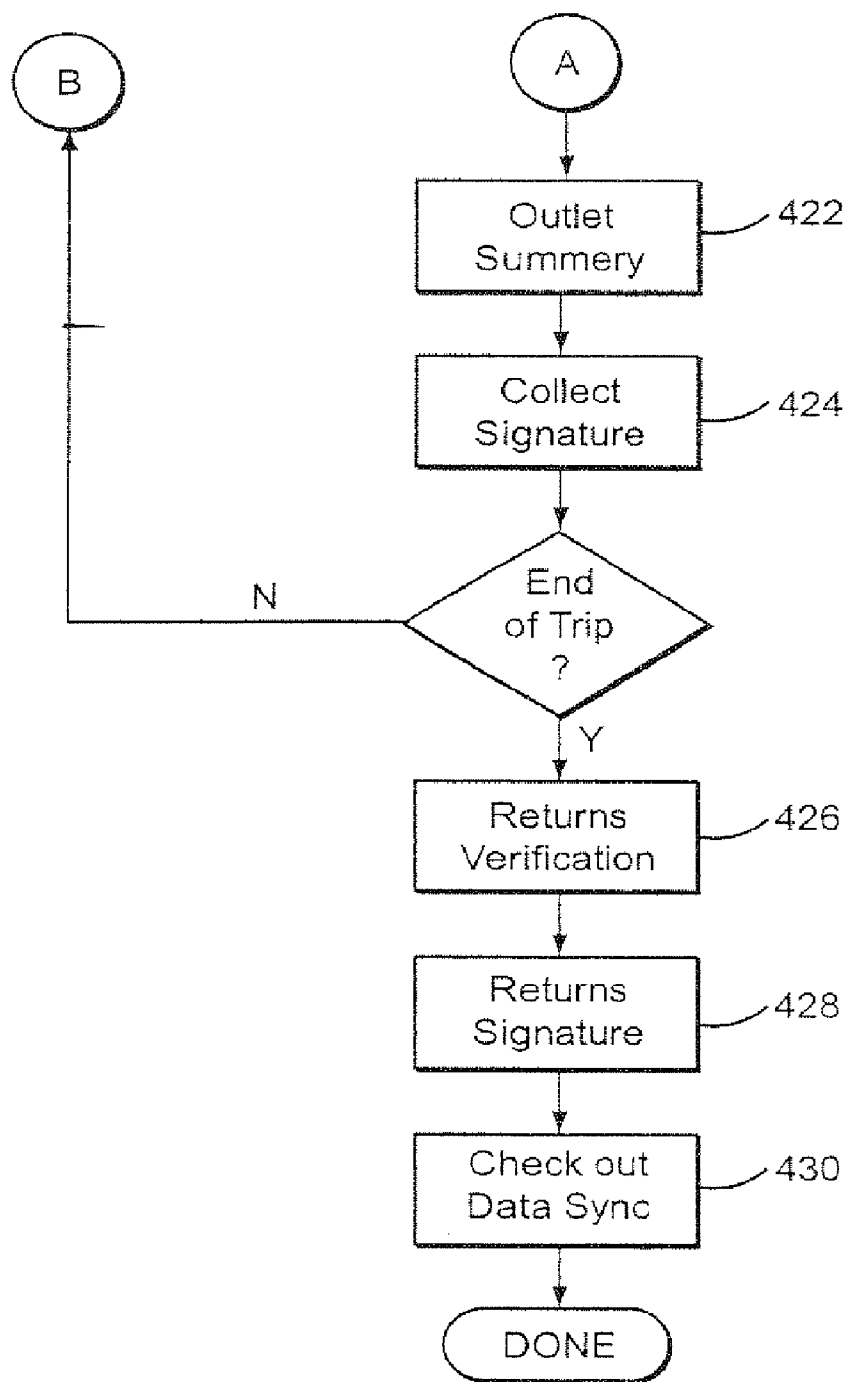 B
A
Outlet
Summery
422
Collect
Signature
424
End
of Trip
?
N
Y
Returns
Verification
426
Returns
Signature
428
Check out
Data Sync
430
DONE